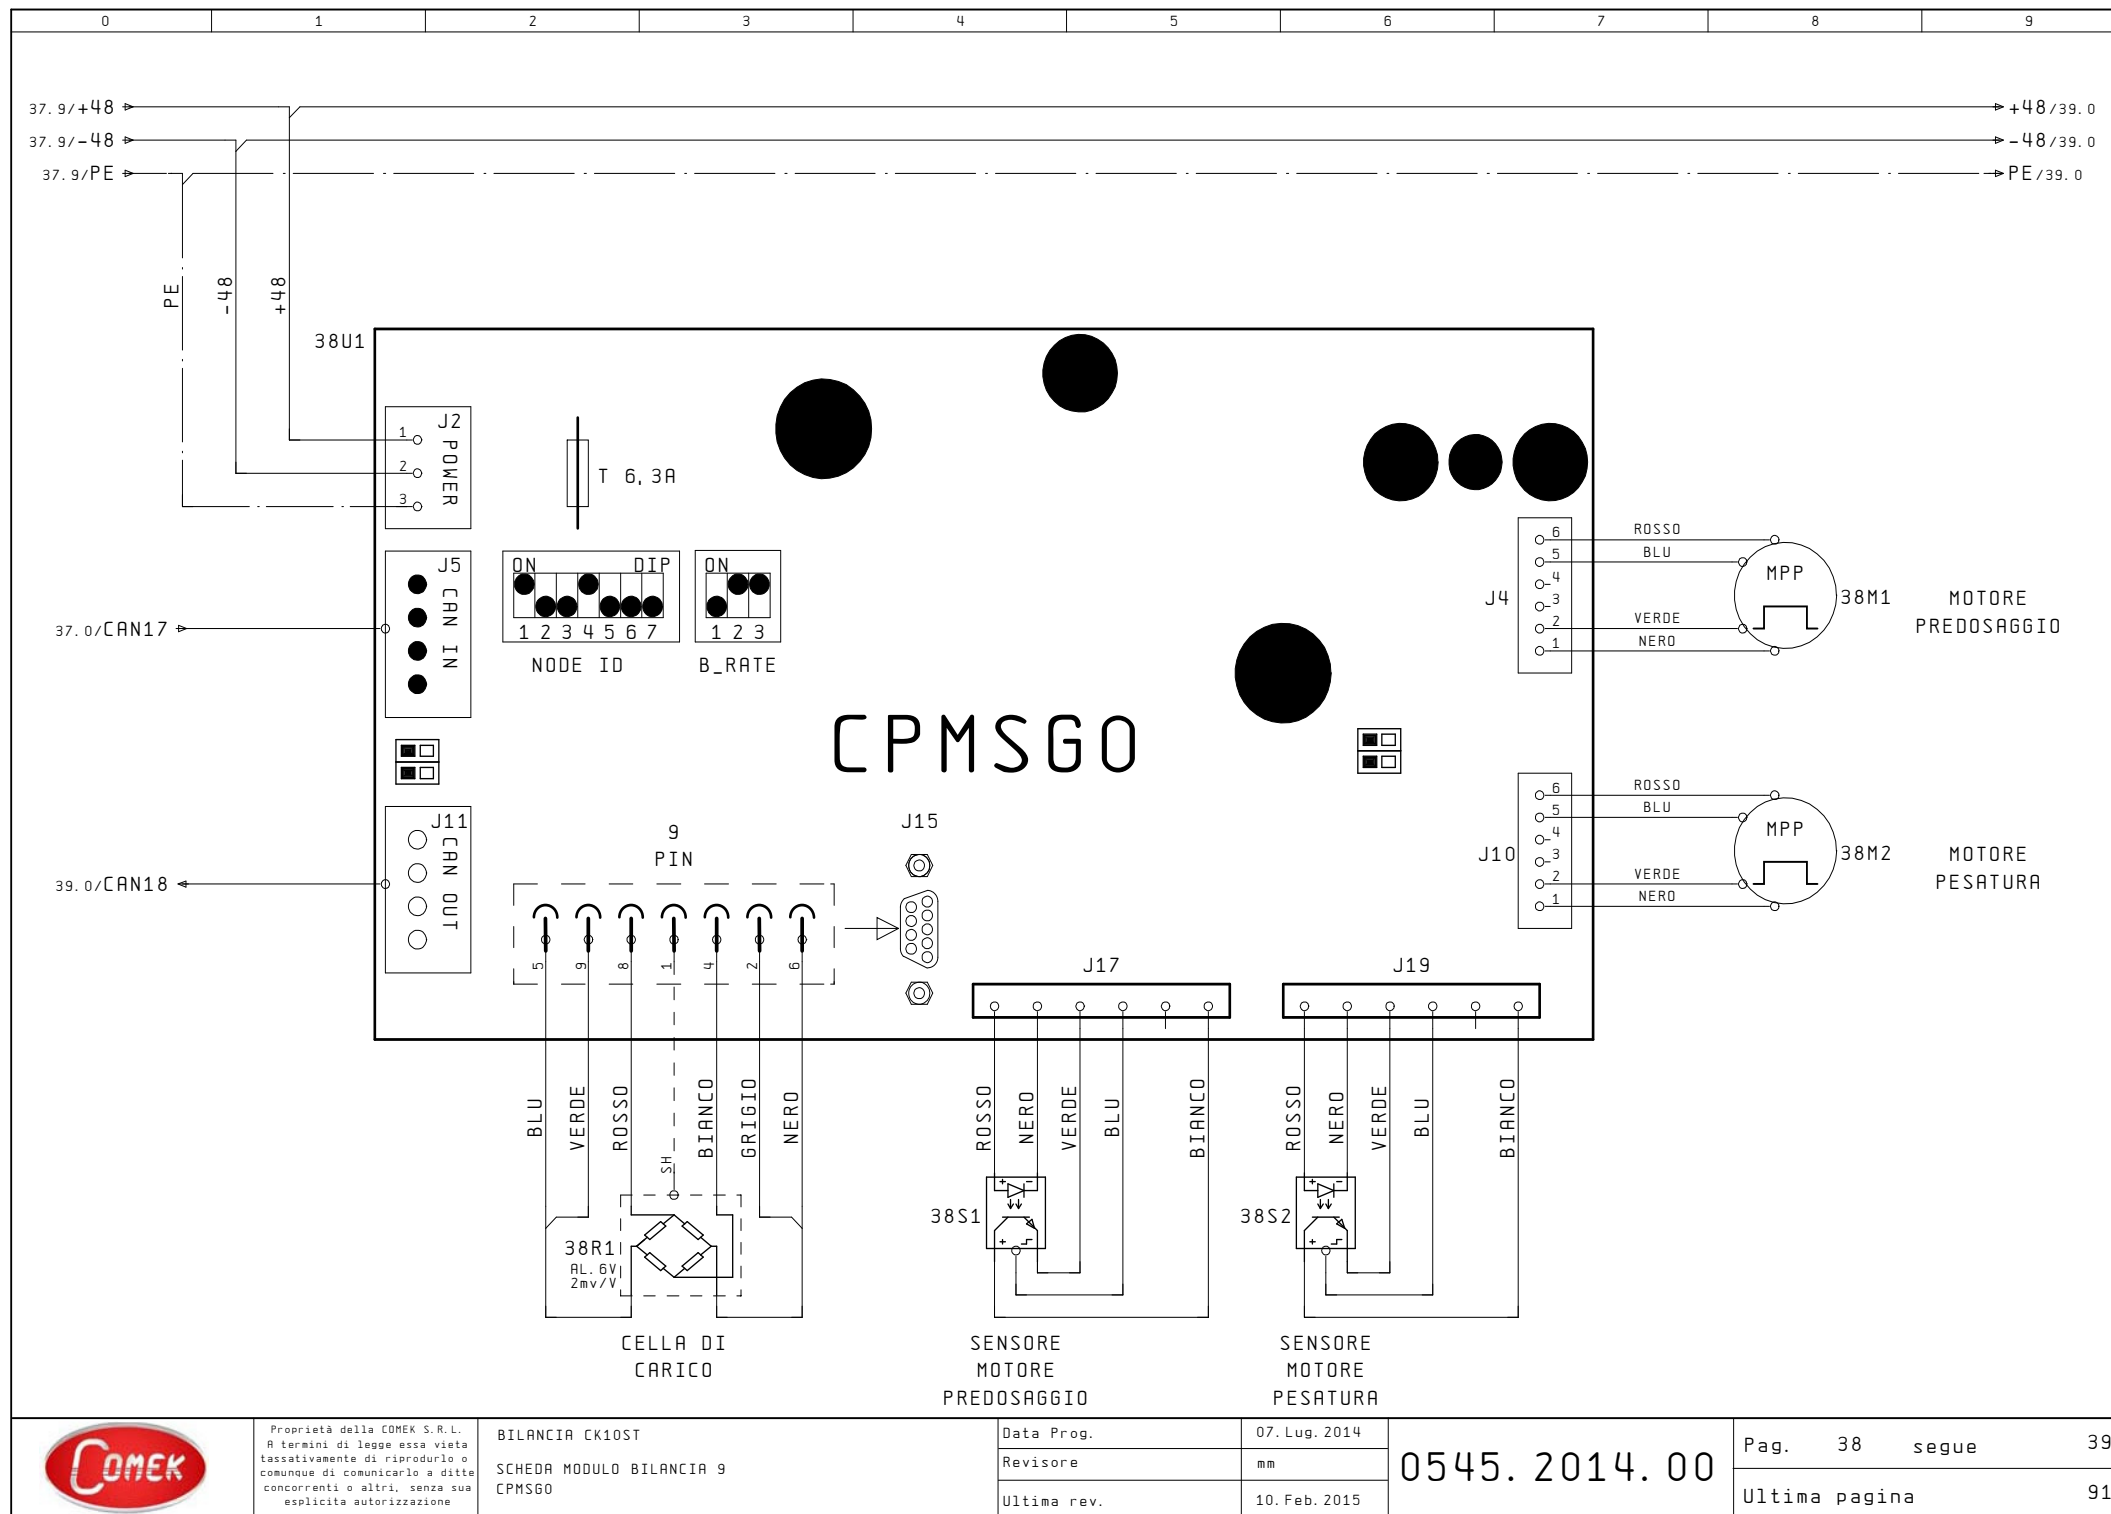 0 1 2 3 4 5 6 7 8 9
37.9/+48 +48/39.0
37.9/-48 -48/39.0
37.9/PE PE/39.0
PE
-48
+48
38U1
J2
POWER
1
2
3
T 6,3A
J5
CAN IN
ON DIP
1 2 3 4 5 6 7
NODE ID
ON
1 2 3
B_RATE
37.0/CAN17
CPMSGO
J4
6 ROSSO
5 BLU
4
3
2 VERDE
1 NERO
MPP
38M1
MOTORE
PREDOSAGGIO
J11
CAN OUT
39.0/CAN18
9
PIN
J15
J10
6 ROSSO
5 BLU
4
3
2 VERDE
1 NERO
MPP
38M2
MOTORE
PESATURA
5 9 8 1 4 2 6
J17
J19
BLU
VERDE
ROSSO
SH
BIANCO
GRIGIO
NERO
ROSSO
NERO
VERDE
BLU
BIANCO
ROSSO
NERO
VERDE
BLU
BIANCO
38R1
AL.6V
2mv/V
38S1
+ -
+
38S2
+ -
+
CELLA DI
CARICO
SENSORE
MOTORE
PREDOSAGGIO
SENSORE
MOTORE
PESATURA
COMEK
Proprietà della COMEK S.R.L.
A termini di legge essa vieta
tassativamente di riprodurlo o
comunque di comunicarlo a ditte
concorrenti o altri, senza sua
esplicita autorizzazione
BILANCIA CK10ST
SCHEDA MODULO BILANCIA 9
CPMSGO
Data Prog. 07.Lug.2014
Revisore mm
Ultima rev. 10.Feb.2015
0545.2014.00
Pag. 38 segue 39
Ultima pagina 91